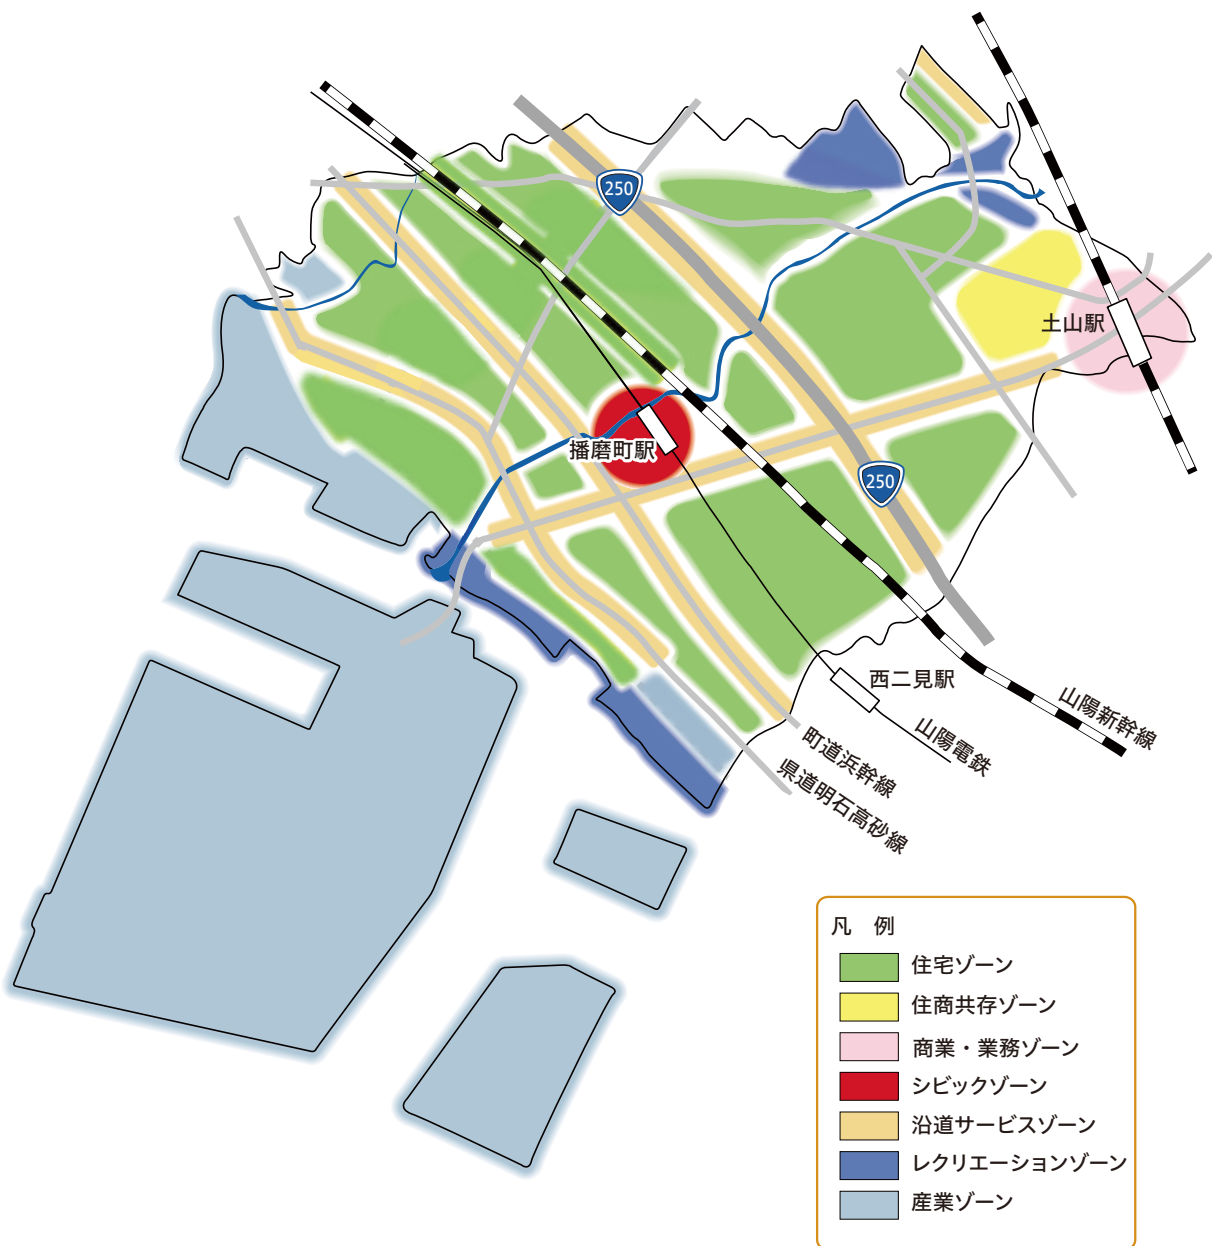 250
土山駅
播磨町駅
250
西二見駅
山陽新幹線
山陽電鉄
町道浜幹線
県道明石高砂線
凡 例
住宅ゾーン
住商共存ゾーン
商業・業務ゾーン
シビックゾーン
沿道サービスゾーン
レクリエーションゾーン
産業ゾーン